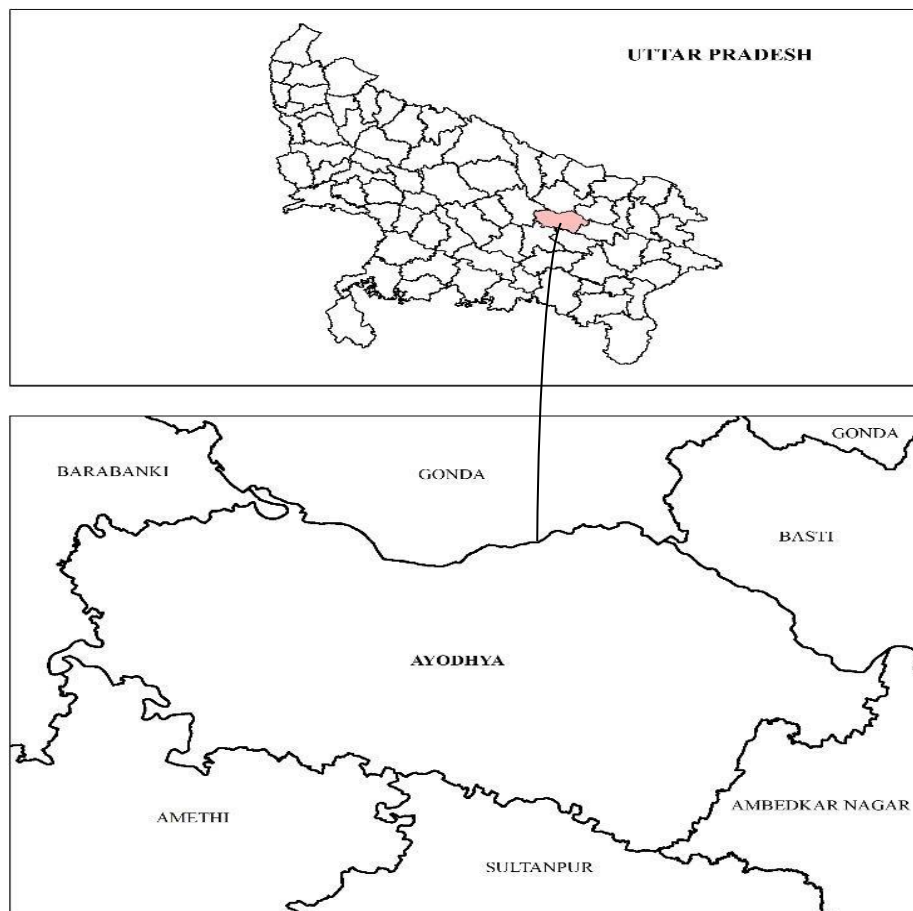 UTTAR PRADESH
GONDA
BARABANKI
GONDA
BASTI
AYODHYA
AMBEDKAR NAGAR
AMETHI
SULTANPUR